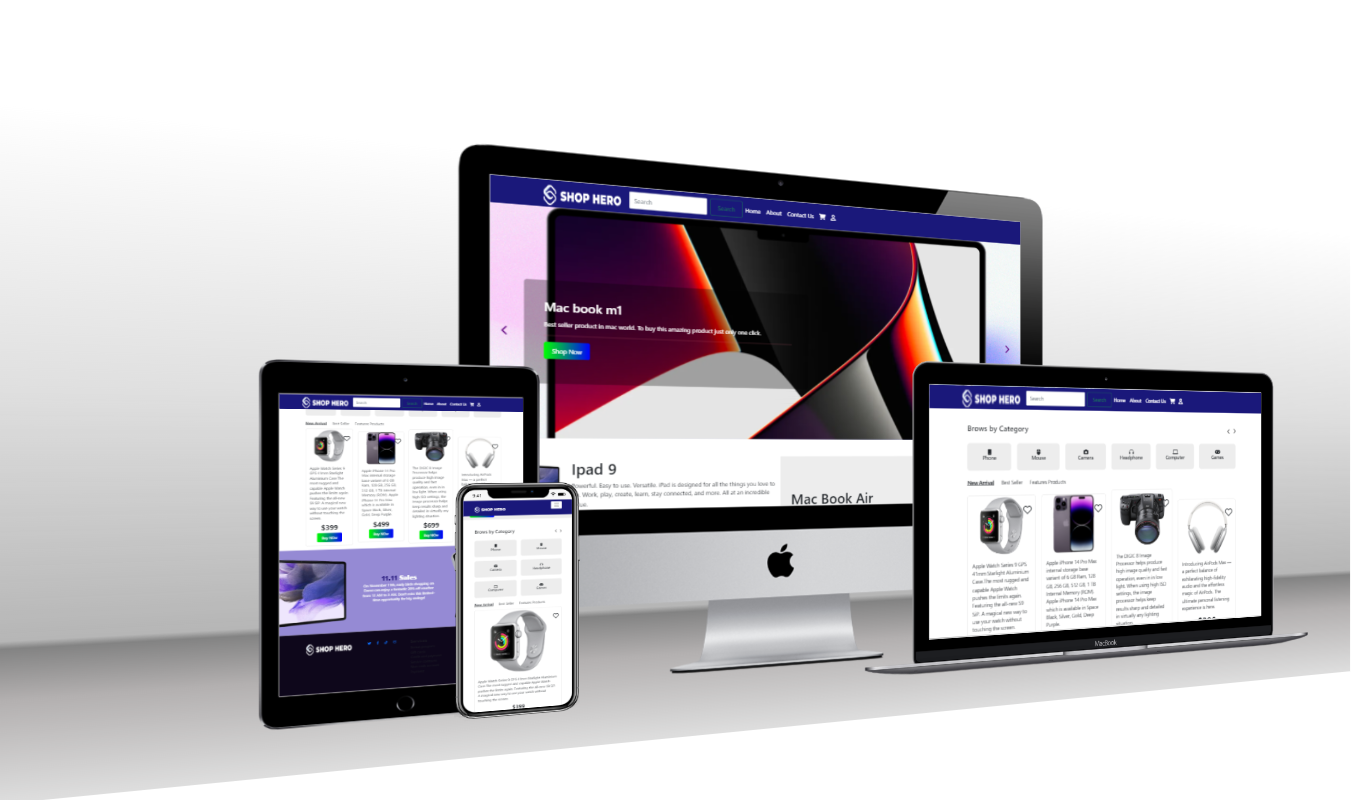 SHOP HERO
Search
Search
Home
About
Contact Us
Mac book m1
Best seller product in mac world. To buy this amazing product just only one click.
Shop Now
Ipad 9
Powerful. Easy to use. Versatile. iPad is designed for all the things you love to
Work, play, create, learn, stay connected, and more. All at an incredible
Mac Book Air
SHOP HERO
Search
Home
About
Contact Us
New Arrival
Best Seller
Features Products
$399
Buy Now
$499
Buy Now
$699
Buy Now
11.11 Sales
SHOP HERO
9:41
SHOP HERO
Brows by Category
Phone
Mouse
Camera
Headphone
Computer
Games
New Arrival
Best Seller
Features Products
$399
SHOP HERO
Search
Search
Home
About
Contact Us
Brows by Category
Phone
Mouse
Camera
Headphone
Computer
Games
New Arrival
Best Seller
Features Products
Apple Watch Series 9 GPS
41mm Starlight Aluminium
Case.The most rugged and
capable Apple Watch
pushes the limits again
Featuring the all-new S9
SiP. A magical new way to
use your watch without
touching the screen.
Apple iPhone 14 Pro Max
internal storage base
variant of 6 GB Ram, 128
GB, 256 GB, 512 GB, 1 TB
Internal Memory (ROM).
Apple iPhone 14 Pro Max
which is available in Space
Black, Silver, Gold, Deep
Purple
The DIGIC 8 Image
Processor helps produce
high image quality and fast
operation, even in low
light. When using high ISO
settings, the image
processor helps keep
results sharp and detailed
in virtually any lighting
situation.
Introducing AirPods Max —
a perfect balance of
exhilarating high-fidelity
audio and the effortless
magic of AirPods. The
ultimate personal listening
experience is here.
MacBook